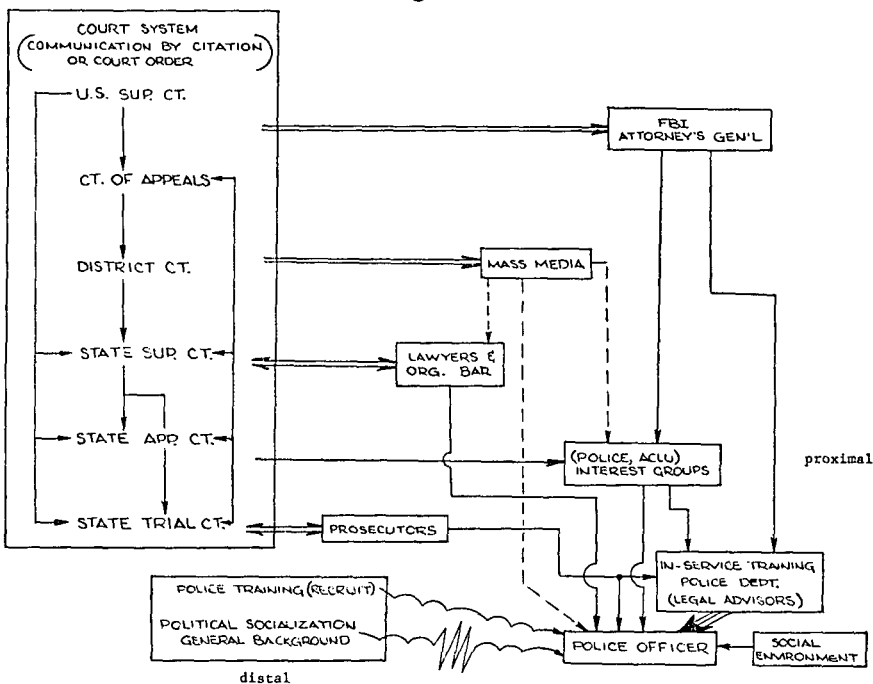 COURT SYSTEM
(COMMUNICATION BY CITATION
OR COURT ORDER)
U.S. SUP. CT.
CT. OF APPEALS
DISTRICT CT.
STATE SUP. CT.
STATE APP. CT.
STATE TRIAL CT.
FBI
ATTORNEY'S GEN'L
MASS MEDIA
LAWYERS &
ORG. BAR
(POLICE, ACLU)
INTEREST GROUPS
proximal
PROSECUTORS
IN-SERVICE TRAINING
POLICE DEPT.
(LEGAL ADVISORS)
POLICE TRAINING (RECRUIT)
POLITICAL SOCIALIZATION
GENERAL BACKGROUND
POLICE OFFICER
SOCIAL
ENVIRONMENT
distal